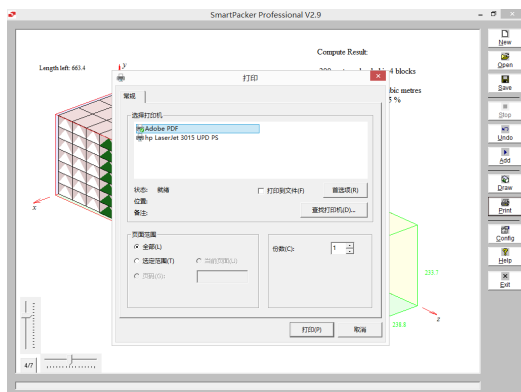 SmartPacker Professional V2.9
Compute Result:
Length left: 663.4
y
blocks
bic metres
5 %
x
z
238.8
4/7
打印
常规
选择打印机
Adobe PDF
hp LaserJet 3015 UPD PS
状态: 就绪
打印到文件(F)
首选项(R)
位置:
备注:
查找打印机(D)...
页面范围
全部(L)
选定范围(T)
当前页面(U)
页码(G):
份数(C):
1
打印(P)
取消
New
Open
Save
Stop
Undo
Add
Draw
Print
Config
Help
Exit